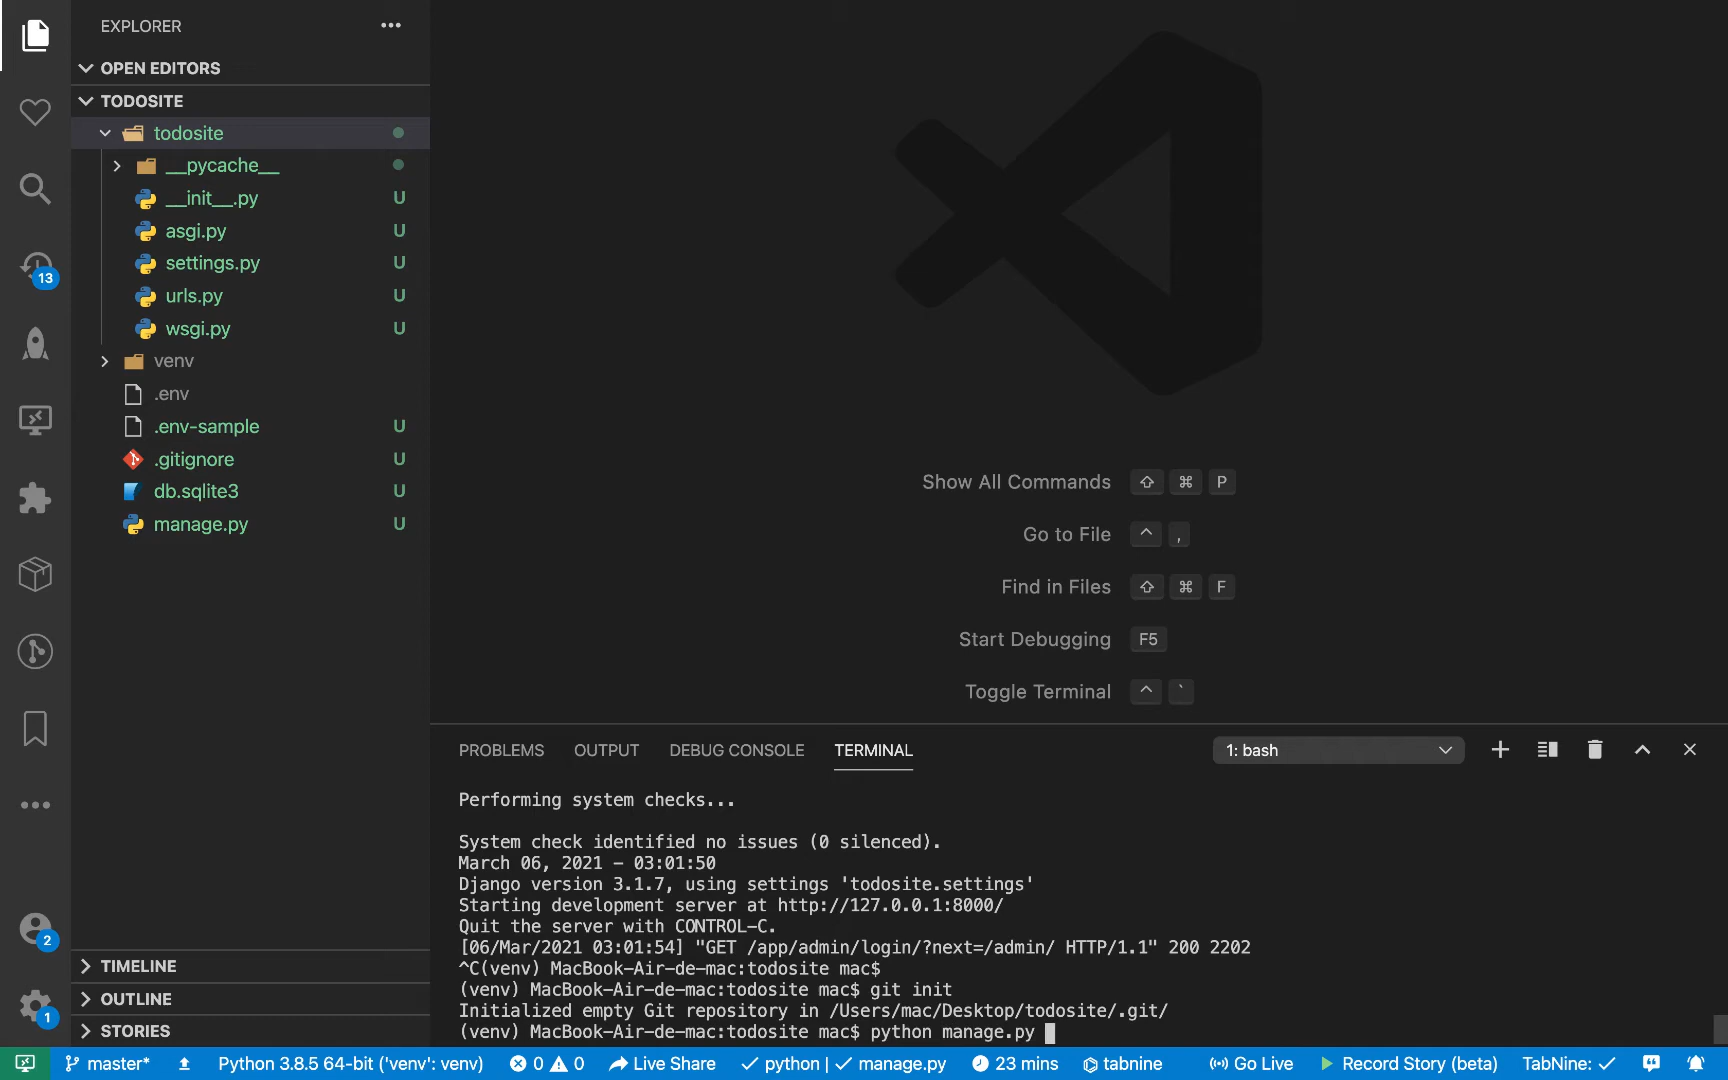 EXPLORER
OPEN EDITORS
TODOSITE
todosite
__pycache__
__init__.py U
asgi.py U
settings.py U
urls.py U
wsgi.py U
venv
.env
.env-sample U
.gitignore U
db.sqlite3 U
manage.py U
13
2
1
TIMELINE
OUTLINE
STORIES
Show All Commands ⇧ ⌘ P
Go to File ^ ,
Find in Files ⇧ ⌘ F
Start Debugging F5
Toggle Terminal ^ `
PROBLEMS OUTPUT DEBUG CONSOLE TERMINAL 1: bash
Performing system checks...
System check identified no issues (0 silenced).
March 06, 2021 - 03:01:50
Django version 3.1.7, using settings 'todosite.settings'
Starting development server at http://127.0.0.1:8000/
Quit the server with CONTROL-C.
[06/Mar/2021 03:01:54] "GET /app/admin/login/?next=/admin/ HTTP/1.1" 200 2202
^C(venv) MacBook-Air-de-mac:todosite mac$
(venv) MacBook-Air-de-mac:todosite mac$ git init
Initialized empty Git repository in /Users/mac/Desktop/todosite/.git/
(venv) MacBook-Air-de-mac:todosite mac$ python manage.py
master* Python 3.8.5 64-bit ('venv': venv) 0 0 Live Share ✓ python | ✓ manage.py 23 mins tabnine Go Live Record Story (beta) TabNine: ✓